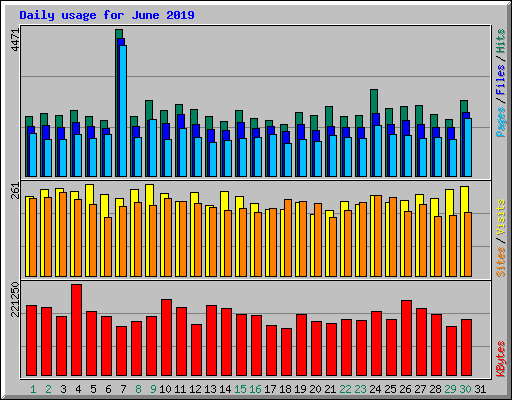 Daily usage for June 2019
4471
Pages / Files / Hits
261
Sites / Visits
221250
KBytes
1 2 3 4 5 6 7 8 9 10 11 12 13 14 15 16 17 18 19 20 21 22 23 24 25 26 27 28 29 30 31